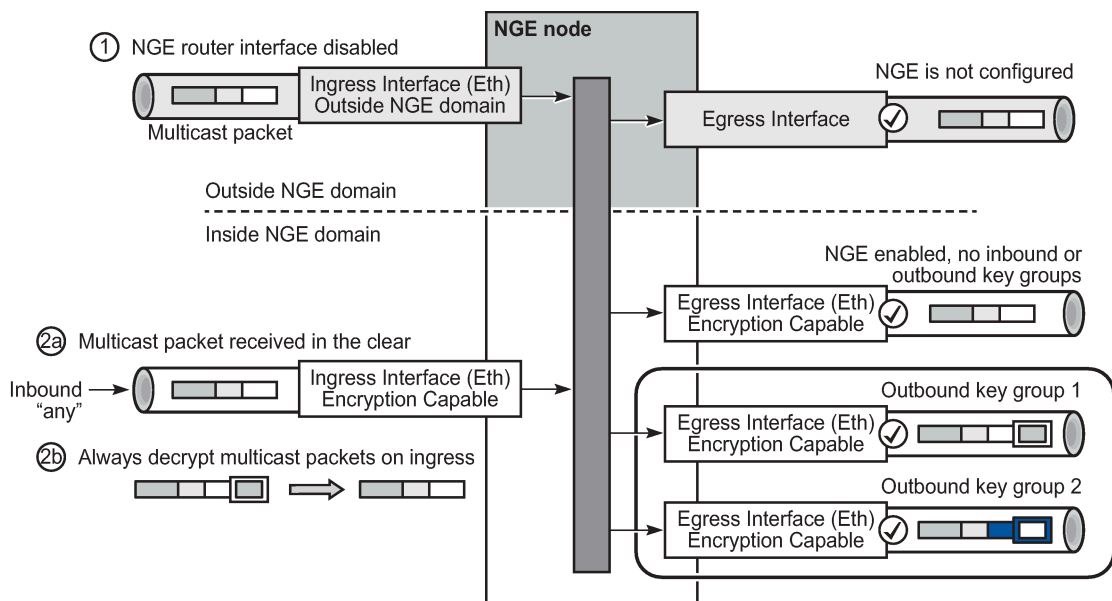 NGE node
1 NGE router interface disabled
Ingress Interface (Eth)
Outside NGE domain
Multicast packet
NGE is not configured
Egress Interface
Outside NGE domain
Inside NGE domain
NGE enabled, no inbound or
outbound key groups
Egress Interface (Eth)
Encryption Capable
2a Multicast packet received in the clear
Inbound
“any”
Ingress Interface (Eth)
Encryption Capable
Outbound key group 1
Egress Interface (Eth)
Encryption Capable
2b Always decrypt multicast packets on ingress
Outbound key group 2
Egress Interface (Eth)
Encryption Capable